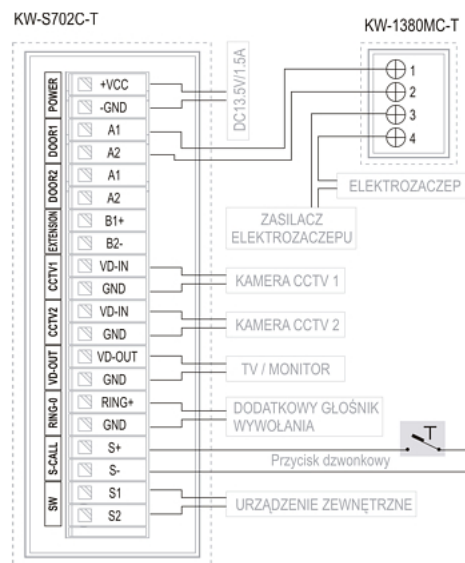 KW-S702C-T
KW-1380MC-T
POWER
+VCC
-GND
DC13.5V/1.5A
DOOR1
A1
A2
1
2
3
4
DOOR2
A1
A2
ELEKTROZACZEP
EXTENSION
B1+
B2-
ZASILACZ
ELEKTROZACZEPU
CCTV1
VD-IN
GND
KAMERA CCTV 1
CCTV2
VD-IN
GND
KAMERA CCTV 2
VD-OUT
VD-OUT
GND
TV / MONITOR
RING-0
RING+
GND
DODATKOWY GŁOŚNIK
WYWOŁANIA
S-CALL
S+
S-
Przycisk dzwonkowy
SW
S1
S2
URZĄDZENIE ZEWNĘTRZNE